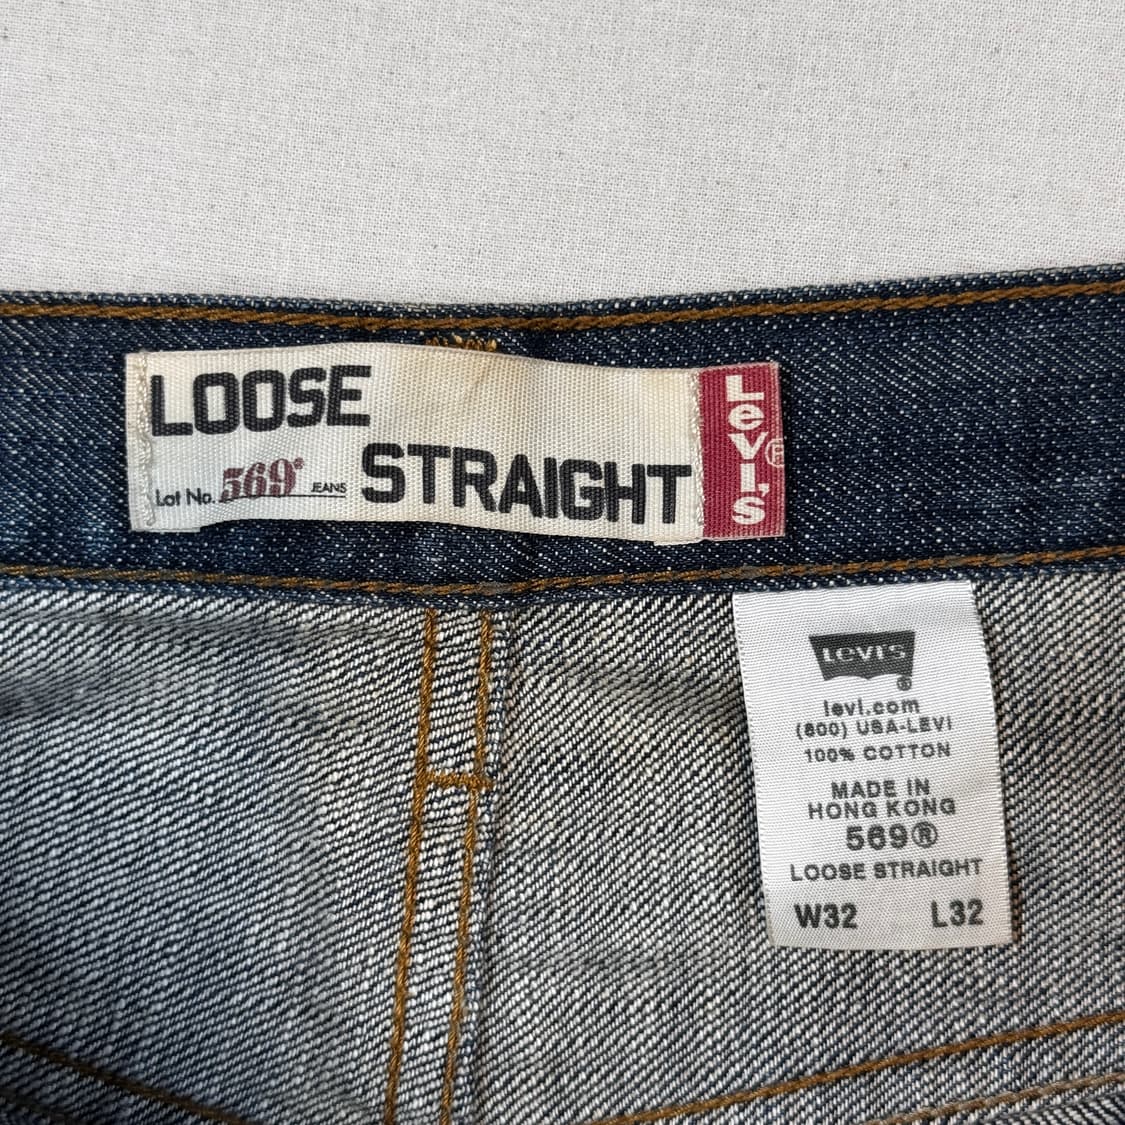 LOOSE
Lot No. 569® JEANS STRAIGHT
LeVI'S®
LEVI'S®
levi.com
(800) USA-LEVI
100% COTTON
MADE IN
HONG KONG
569®
LOOSE STRAIGHT
W32 L32